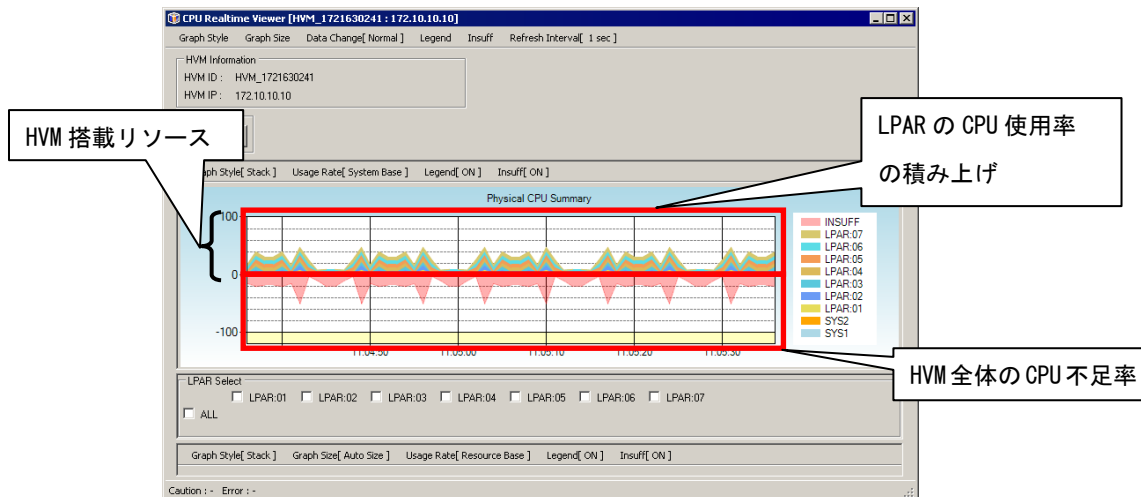 CPU Realtime Viewer [HVM_1721630241 : 172.10.10.10]
Graph Style Graph Size Data Change[ Normal ] Legend Insuff Refresh Interval[ 1 sec ]
HVM Information
HVM ID : HVM_1721630241
HVM IP : 172.10.10.10
HVM 搭載リソース
LPAR の CPU 使用率
の積み上げ
Style[ Stack ] Usage Rate[ System Base ] Legend[ ON ] Insuff[ ON ]
Physical CPU Summary
100
0
-100
INSUFF
LPAR:07
LPAR:06
LPAR:05
LPAR:04
LPAR:03
LPAR:02
LPAR:01
SYS2
SYS1
11:04:50 11:05:00 11:05:10 11:05:20 11:05:30
HVM 全体の CPU 不足率
LPAR Select
LPAR:01 LPAR:02 LPAR:03 LPAR:04 LPAR:05 LPAR:06 LPAR:07
ALL
Graph Style[ Stack ] Graph Size[ Auto Size ] Usage Rate[ Resource Base ] Legend[ ON ] Insuff[ ON ]
Caution : - Error : -